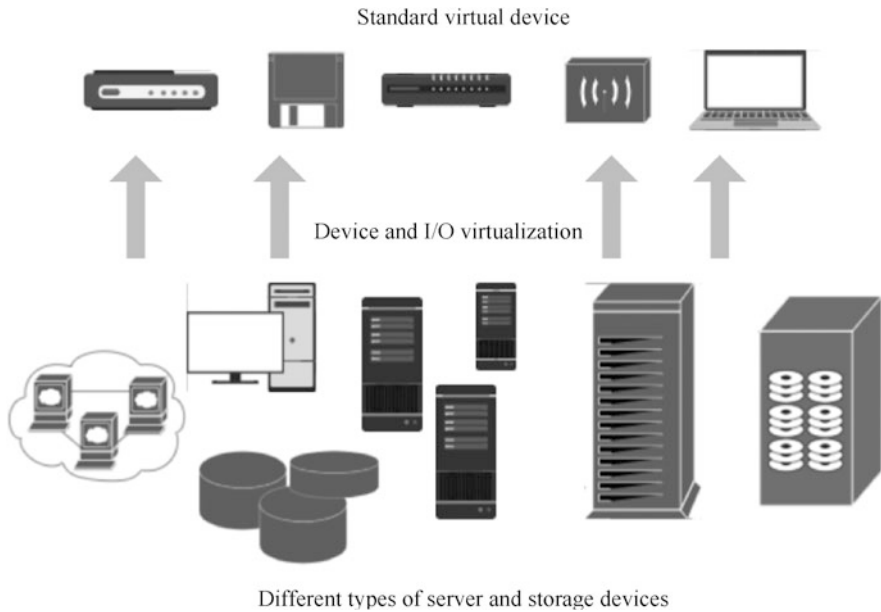 Standard virtual device
Device and I/O virtualization
Different types of server and storage devices